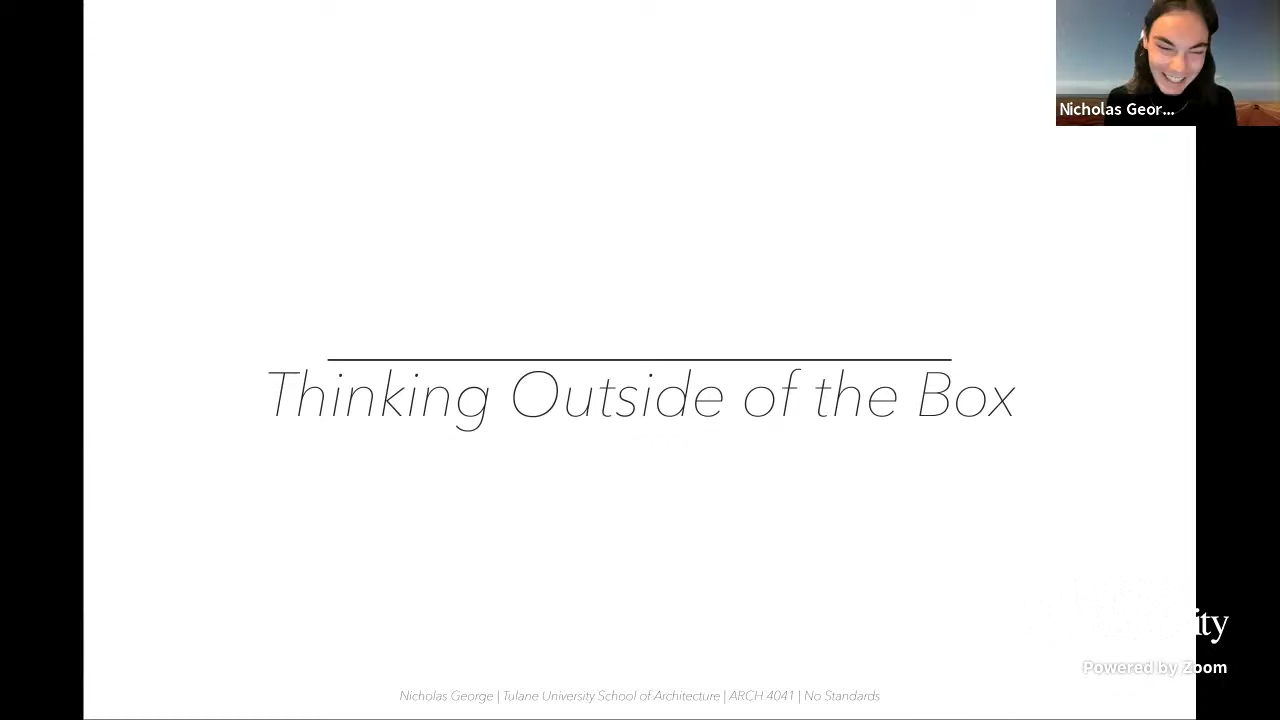 Nicholas Geor...
Thinking Outside of the Box
ity
Powered by Zoom
Nicholas George | Tulane University School of Architecture | ARCH 4041 | No Standards